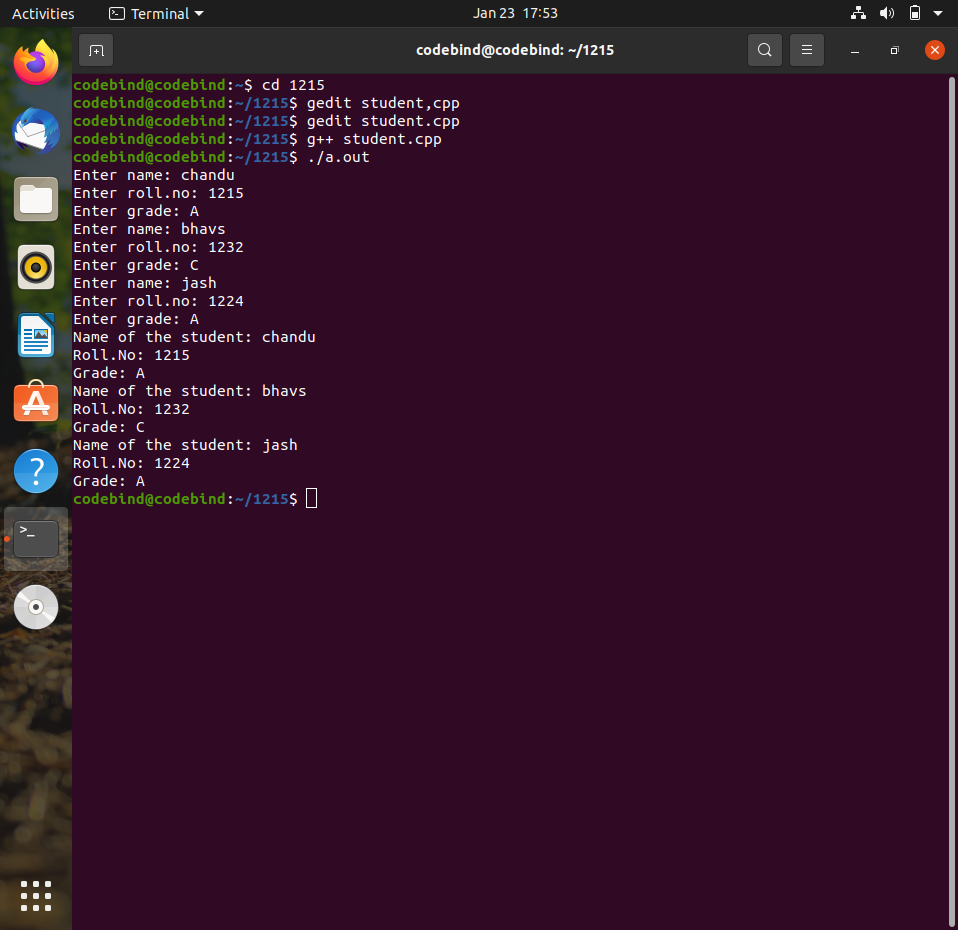 Activities Terminal Jan 23 17:53
codebind@codebind: ~/1215
codebind@codebind:~$ cd 1215
codebind@codebind:~/1215$ gedit student,cpp
codebind@codebind:~/1215$ gedit student.cpp
codebind@codebind:~/1215$ g++ student.cpp
codebind@codebind:~/1215$ ./a.out
Enter name: chandu
Enter roll.no: 1215
Enter grade: A
Enter name: bhavs
Enter roll.no: 1232
Enter grade: C
Enter name: jash
Enter roll.no: 1224
Enter grade: A
Name of the student: chandu
Roll.No: 1215
Grade: A
Name of the student: bhavs
Roll.No: 1232
Grade: C
Name of the student: jash
Roll.No: 1224
Grade: A
codebind@codebind:~/1215$